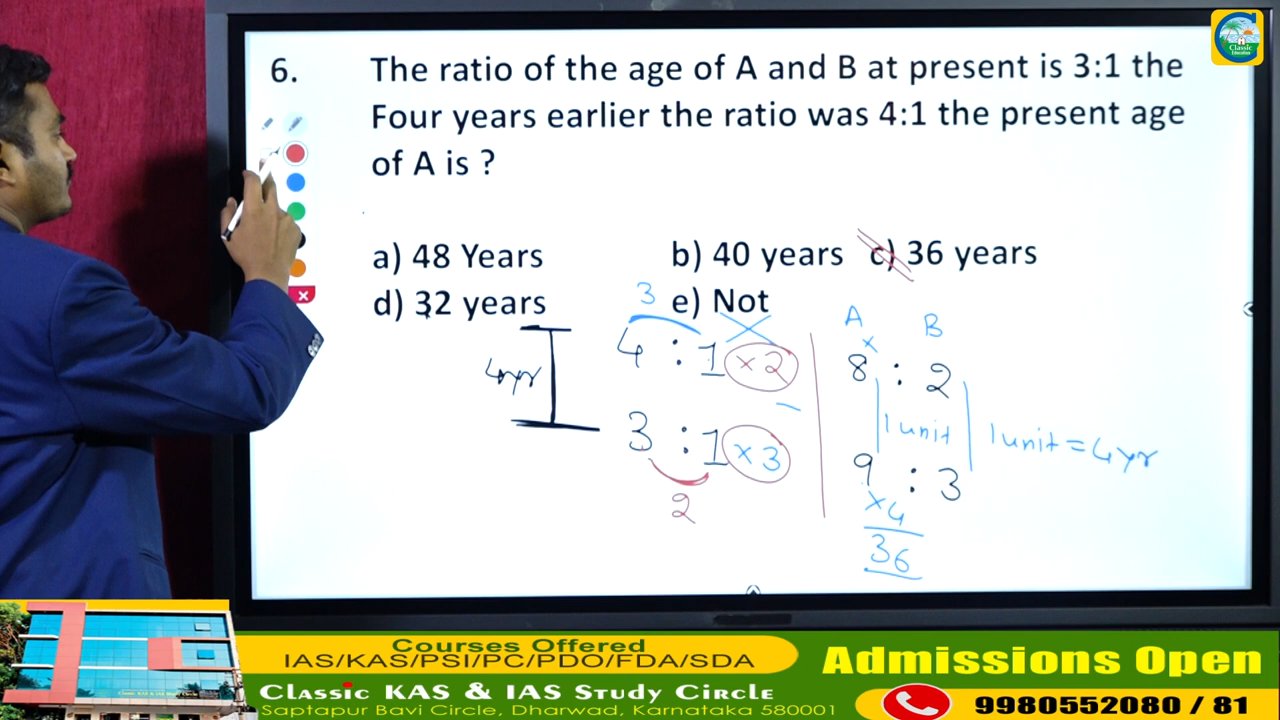 Classic
Education
6. The ratio of the age of A and B at present is 3:1 the
Four years earlier the ratio was 4:1 the present age
of A is ?
a) 48 Years b) 40 years c) 36 years
d) 32 years e) Not
3
4 : 1 × 2
4yr
3 : 1 × 3
2
A B
×
8 : 2
1 unit 1 unit = 4 yr
9 : 3
× 4
36
Courses Offered
IAS/KAS/PSI/PC/PDO/FDA/SDA
Classic KAS & IAS Study Circle
Saptapur Bavi Circle, Dharwad, Karnataka 580001
Admissions Open
9980552080 / 81